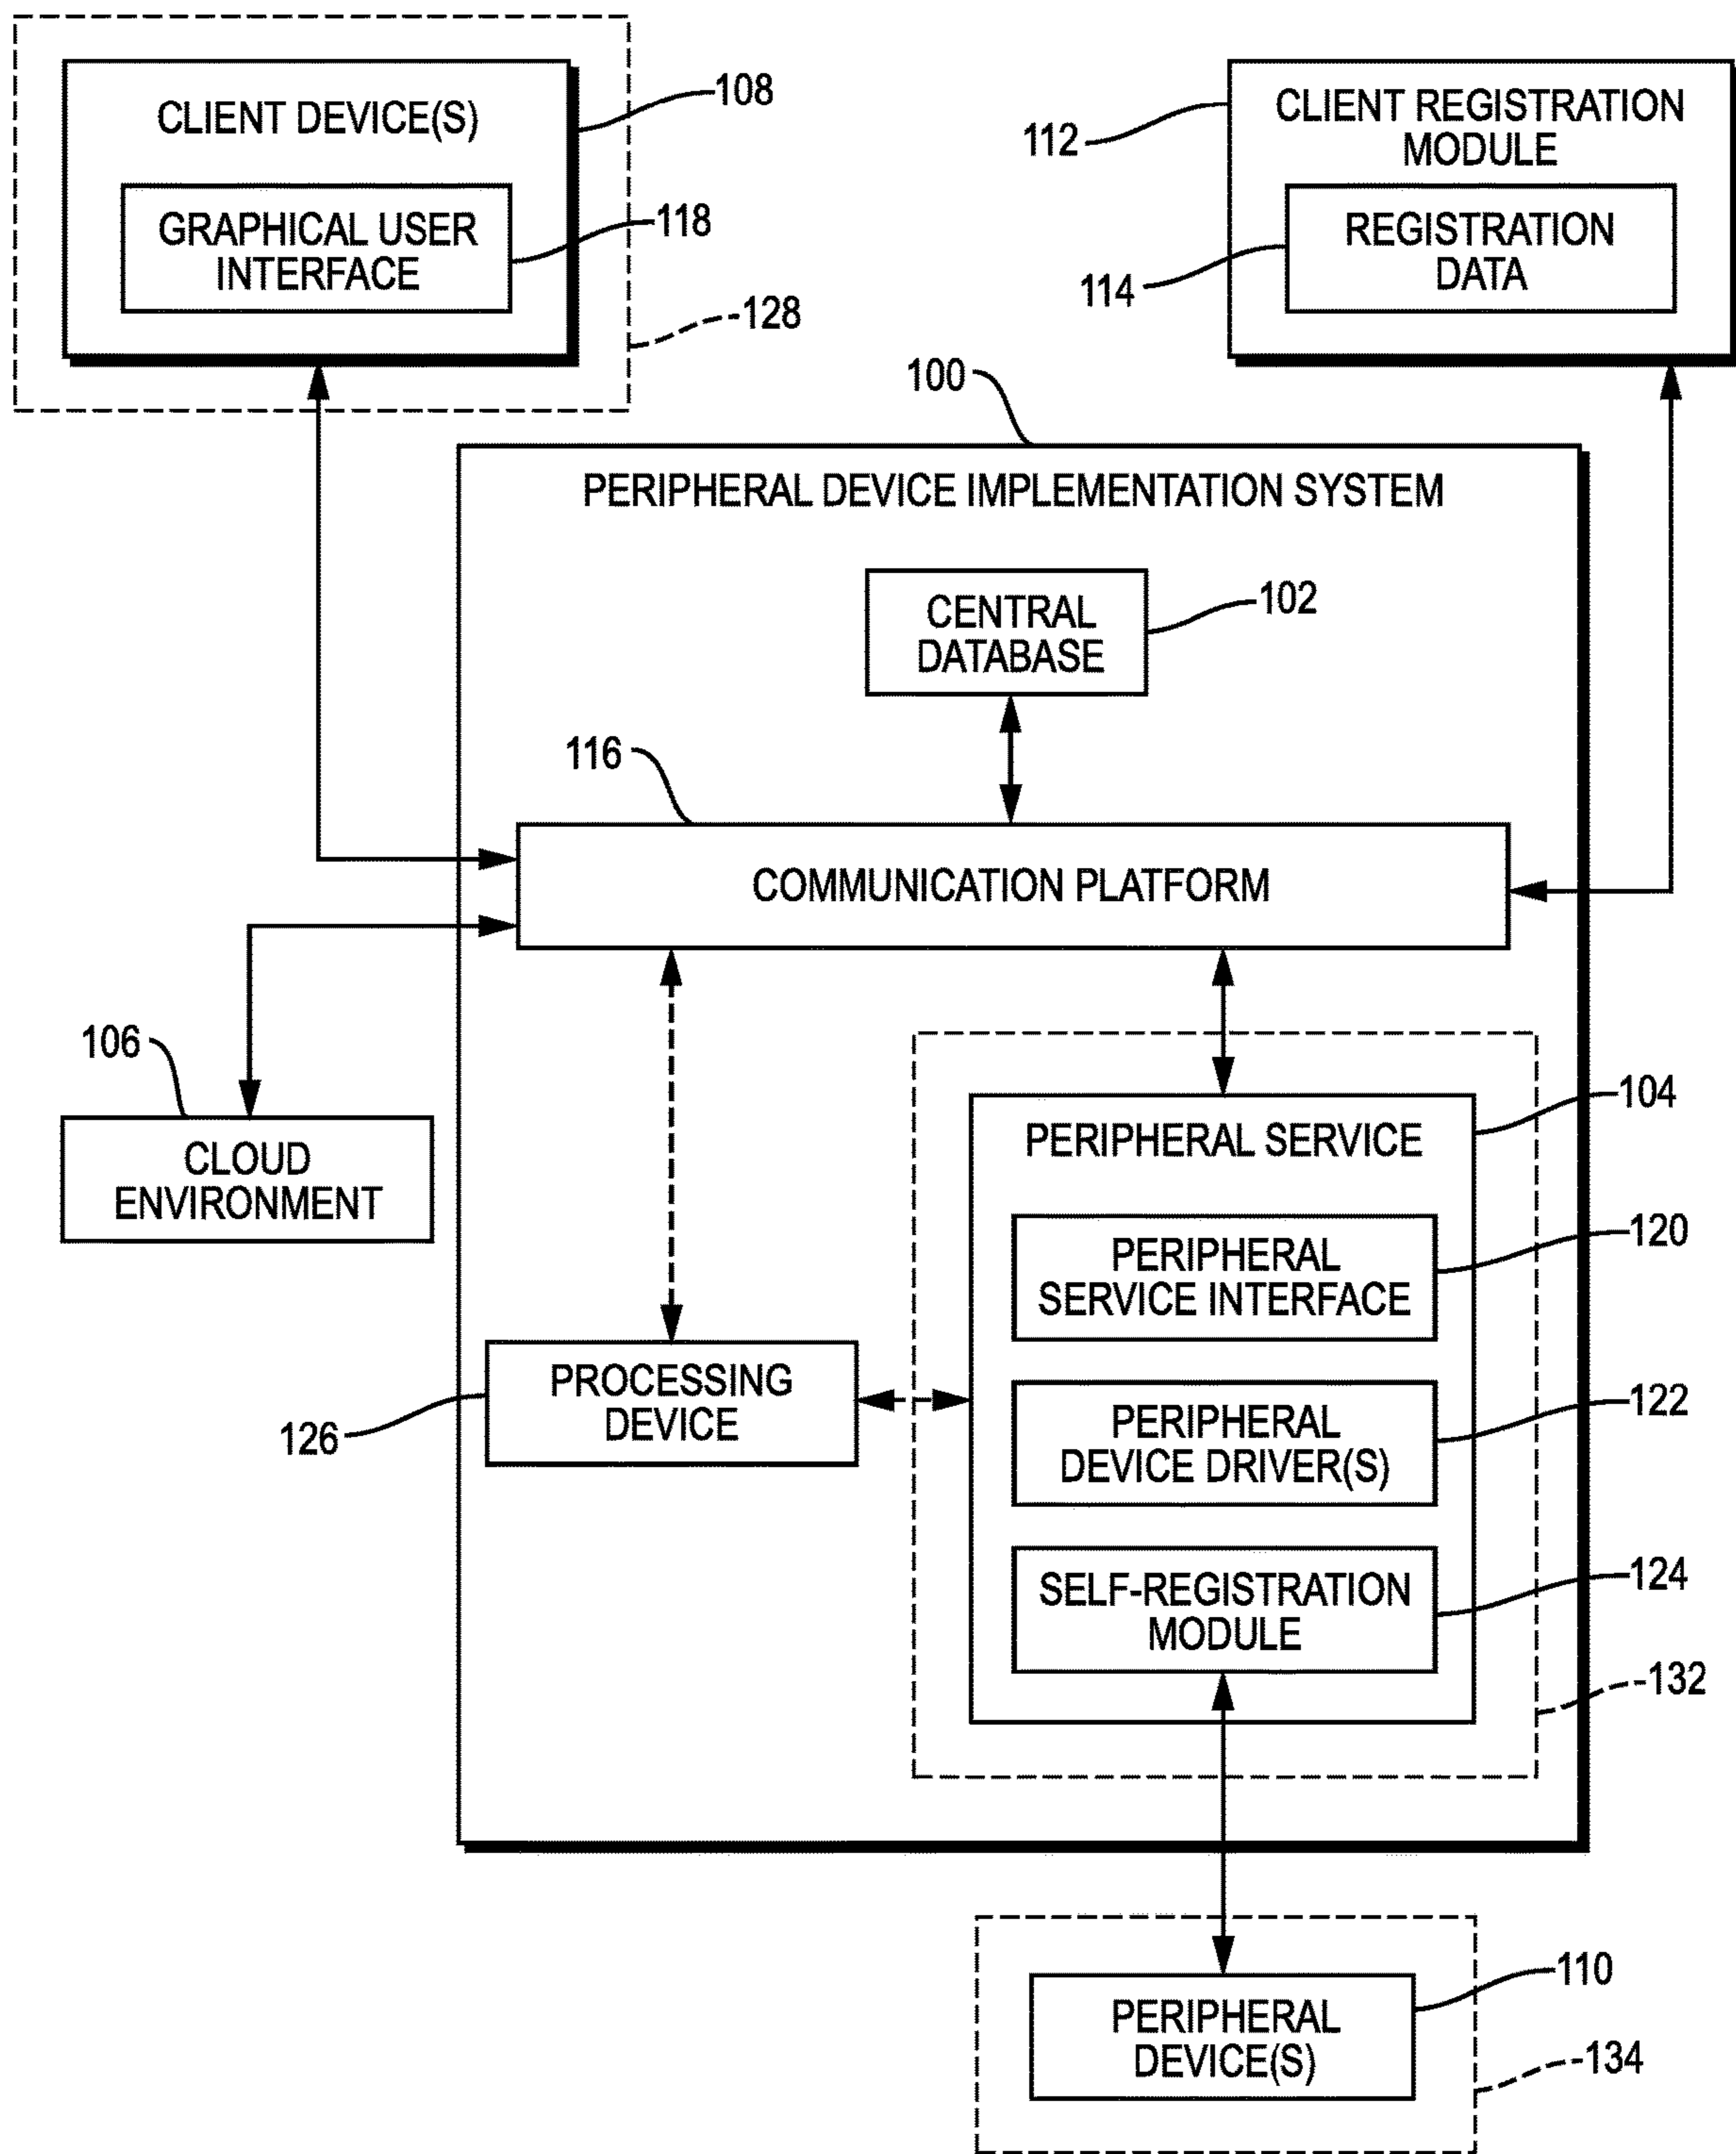 CLIENT DEVICE(S)
108
GRAPHICAL USER
INTERFACE
118
128
CLIENT REGISTRATION
MODULE
112
REGISTRATION
DATA
114
100
PERIPHERAL DEVICE IMPLEMENTATION SYSTEM
CENTRAL
DATABASE
102
116
COMMUNICATION PLATFORM
106
CLOUD
ENVIRONMENT
104
PERIPHERAL SERVICE
PERIPHERAL
SERVICE INTERFACE
120
PROCESSING
DEVICE
126
PERIPHERAL
DEVICE DRIVER(S)
122
SELF-REGISTRATION
MODULE
124
132
PERIPHERAL
DEVICE(S)
110
134